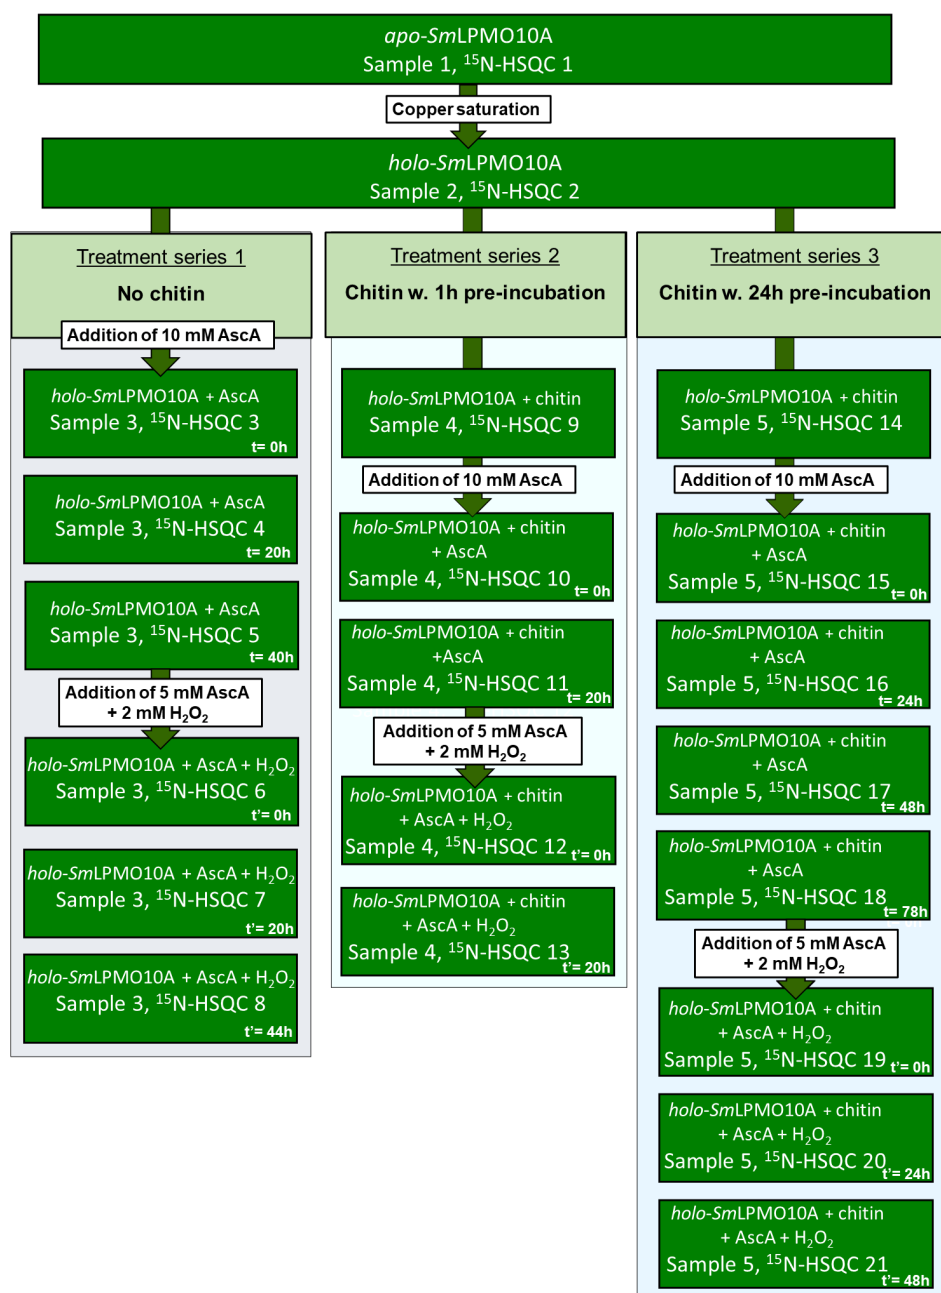 apo-SmLPMO10A
Sample 1, ¹⁵N-HSQC 1
Copper saturation
holo-SmLPMO10A
Sample 2, ¹⁵N-HSQC 2
Treatment series 1
No chitin
Addition of 10 mM AscA
holo-SmLPMO10A + AscA
Sample 3, ¹⁵N-HSQC 3
t= 0h
holo-SmLPMO10A + AscA
Sample 3, ¹⁵N-HSQC 4
t= 20h
holo-SmLPMO10A + AscA
Sample 3, ¹⁵N-HSQC 5
t= 40h
Addition of 5 mM AscA
+ 2 mM H₂O₂
holo-SmLPMO10A + AscA + H₂O₂
Sample 3, ¹⁵N-HSQC 6
t'= 0h
holo-SmLPMO10A + AscA + H₂O₂
Sample 3, ¹⁵N-HSQC 7
t'= 20h
holo-SmLPMO10A + AscA + H₂O₂
Sample 3, ¹⁵N-HSQC 8
t'= 44h
Treatment series 2
Chitin w. 1h pre-incubation
holo-SmLPMO10A + chitin
Sample 4, ¹⁵N-HSQC 9
Addition of 10 mM AscA
holo-SmLPMO10A + chitin
+ AscA
Sample 4, ¹⁵N-HSQC 10
t= 0h
holo-SmLPMO10A + chitin
+AscA
Sample 4, ¹⁵N-HSQC 11
t= 20h
Addition of 5 mM AscA
+ 2 mM H₂O₂
holo-SmLPMO10A + chitin
+ AscA + H₂O₂
Sample 4, ¹⁵N-HSQC 12
t'= 0h
holo-SmLPMO10A + chitin
+ AscA + H₂O₂
Sample 4, ¹⁵N-HSQC 13
t'= 20h
Treatment series 3
Chitin w. 24h pre-incubation
holo-SmLPMO10A + chitin
Sample 5, ¹⁵N-HSQC 14
Addition of 10 mM AscA
holo-SmLPMO10A + chitin
+ AscA
Sample 5, ¹⁵N-HSQC 15
t= 0h
holo-SmLPMO10A + chitin
+ AscA
Sample 5, ¹⁵N-HSQC 16
t= 24h
holo-SmLPMO10A + chitin
+ AscA
Sample 5, ¹⁵N-HSQC 17
t= 48h
holo-SmLPMO10A + chitin
+ AscA
Sample 5, ¹⁵N-HSQC 18
t= 78h
Addition of 5 mM AscA
+ 2 mM H₂O₂
holo-SmLPMO10A + chitin
+ AscA + H₂O₂
Sample 5, ¹⁵N-HSQC 19
t'= 0h
holo-SmLPMO10A + chitin
+ AscA + H₂O₂
Sample 5, ¹⁵N-HSQC 20
t'= 24h
holo-SmLPMO10A + chitin
+ AscA + H₂O₂
Sample 5, ¹⁵N-HSQC 21
t'= 48h